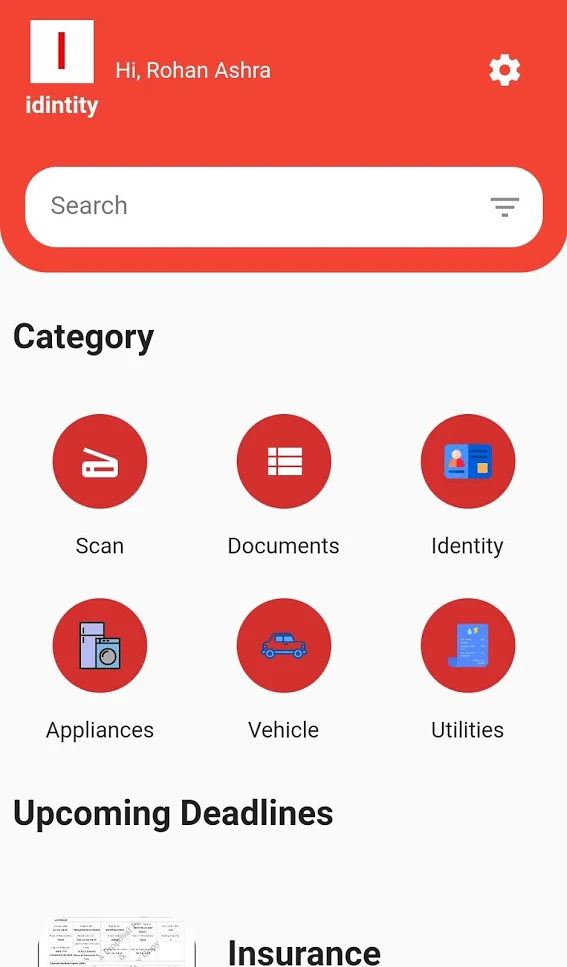 I
idintity
Hi, Rohan Ashra
Search
Category
Scan
Documents
Identity
Appliances
Vehicle
Utilities
Upcoming Deadlines
Insurance